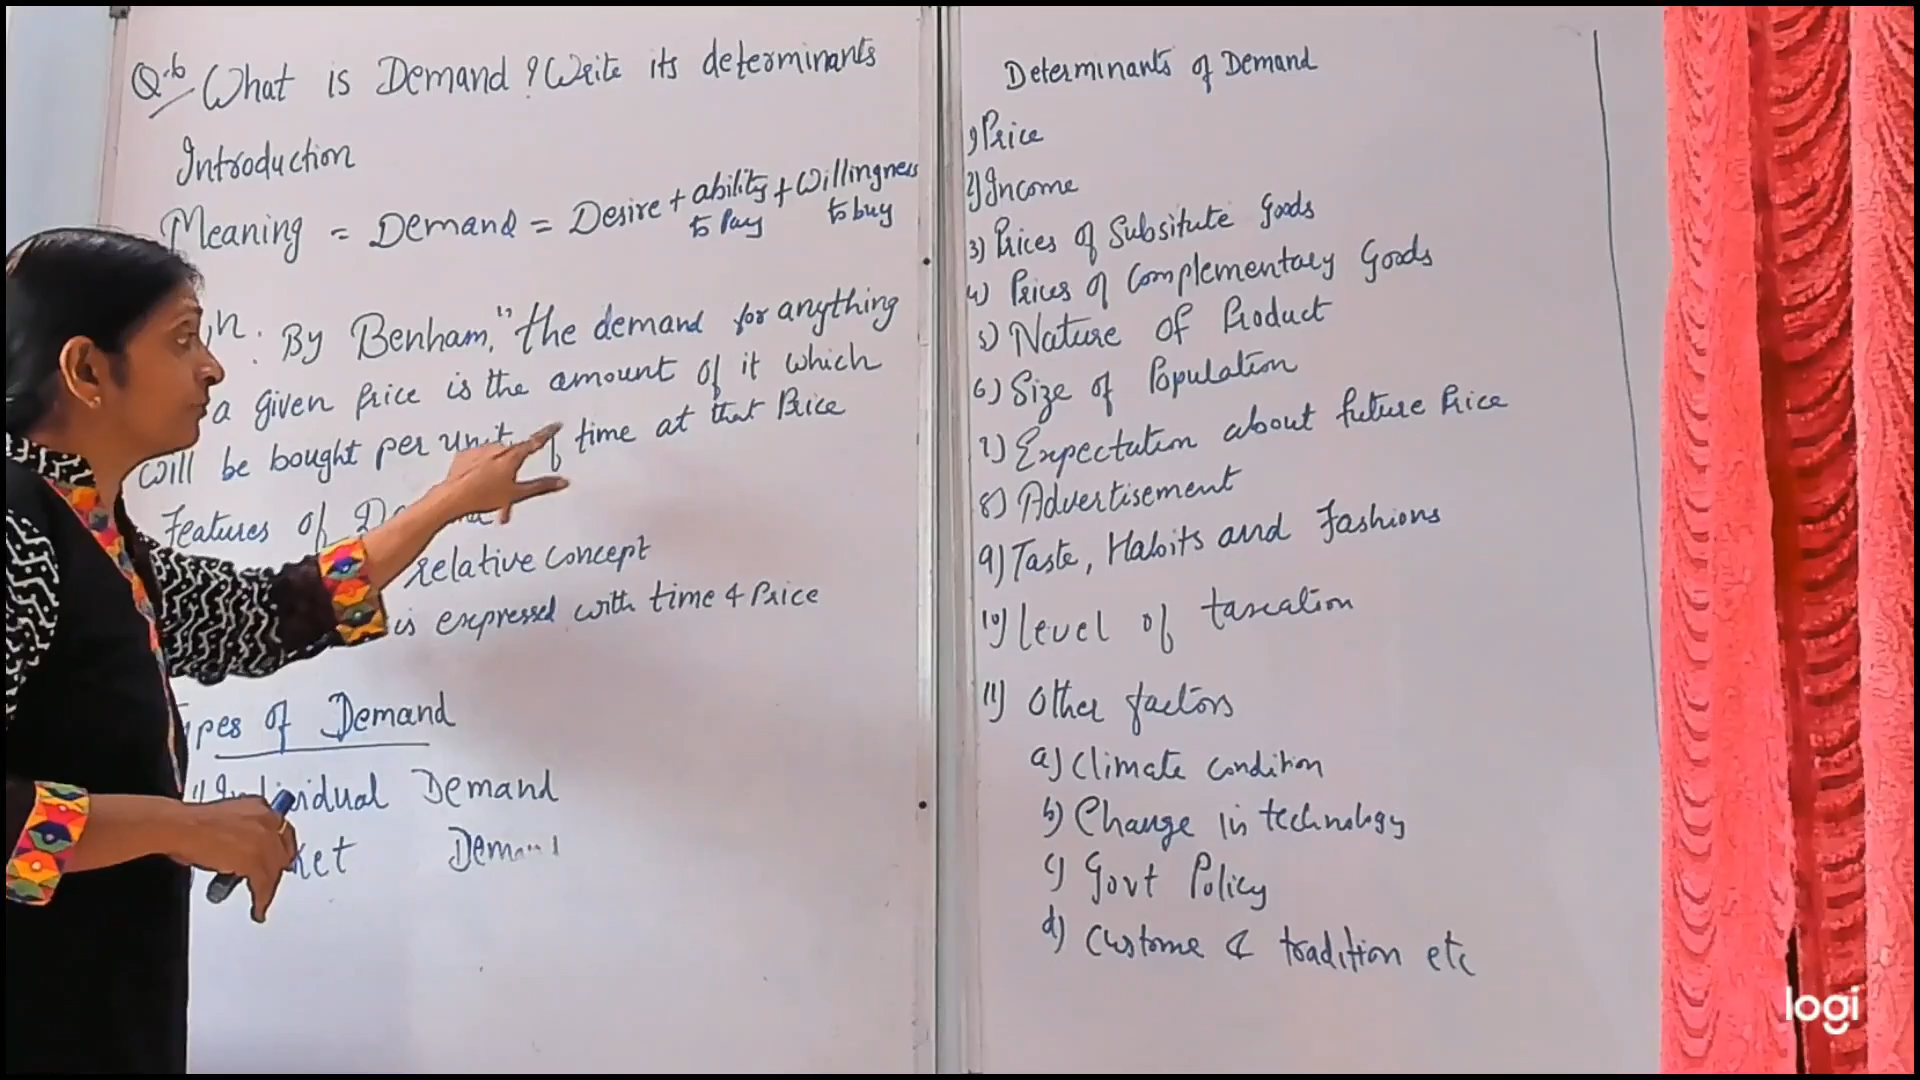 Q.6 What is Demand? Write its determinants
Introduction
Meaning = Demand = Desire + ability + Willingness
to Pay to buy
By Benham, "the demand for anything
a given Price is the amount of it which
will be bought per unit of time at that Price
Features of
relative concept
is expressed with time & Price
Types of Demand
Individual Demand
Demand
Determinants of Demand
1) Price
2) Income
3) Prices of Subsitute Goods
4) Prices of Complementary Goods
5) Nature of Product
6) Size of Population
7) Expectation about future Price
8) Advertisement
9) Taste, Habits and Fashions
10) Level of taxation
11) Other factors
a) Climate condition
b) Change in technology
c) Govt Policy
d) Custome & tradition etc
logi